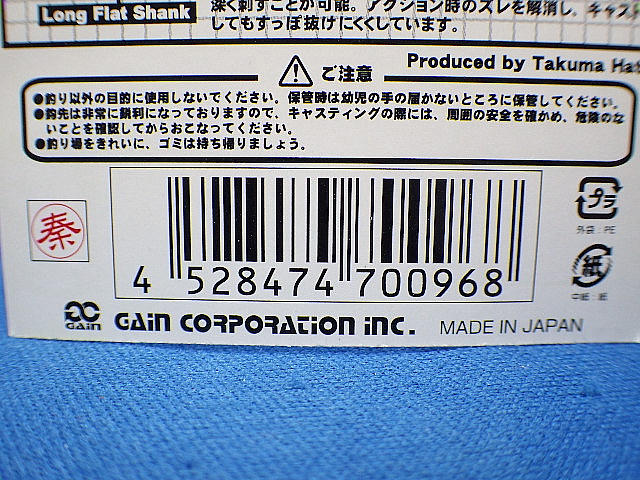 Long Flat Shank
深く刺すことが可能。アクション時のズレを解消し、キャス
してもすっぽ抜けにくくしています。
Produced by Takuma Ha
ご注意
●釣り以外の目的に使用しないでください。保管時は幼児の手の届かないところに保管してください。
●鈎先は非常に鋭利になっておりますので、キャスティングの際には、周囲の安全を確かめ、危険のな
いことを確認してからおこなってください。
●釣り場をきれいに、ゴミは持ち帰りましょう。
秦
プラ
外袋：PE
紙
中紙：紙
4 528474 700968
GAIN
GAIN CORPORATION INC.
MADE IN JAPAN